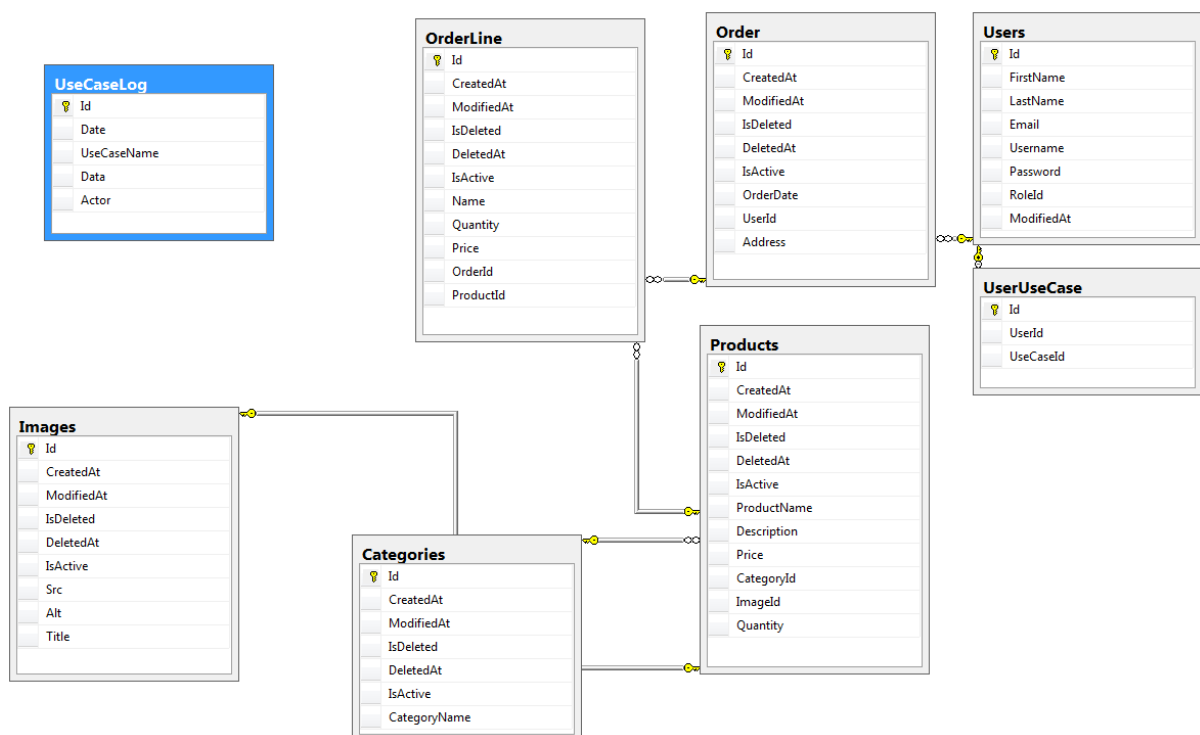 UseCaseLog
Id
Date
UseCaseName
Data
Actor
OrderLine
Id
CreatedAt
ModifiedAt
IsDeleted
DeletedAt
IsActive
Name
Quantity
Price
OrderId
ProductId
Order
Id
CreatedAt
ModifiedAt
IsDeleted
DeletedAt
IsActive
OrderDate
UserId
Address
Users
Id
FirstName
LastName
Email
Username
Password
RoleId
ModifiedAt
UserUseCase
Id
UserId
UseCaseId
Products
Id
CreatedAt
ModifiedAt
IsDeleted
DeletedAt
IsActive
ProductName
Description
Price
CategoryId
ImageId
Quantity
Images
Id
CreatedAt
ModifiedAt
IsDeleted
DeletedAt
IsActive
Src
Alt
Title
Categories
Id
CreatedAt
ModifiedAt
IsDeleted
DeletedAt
IsActive
CategoryName